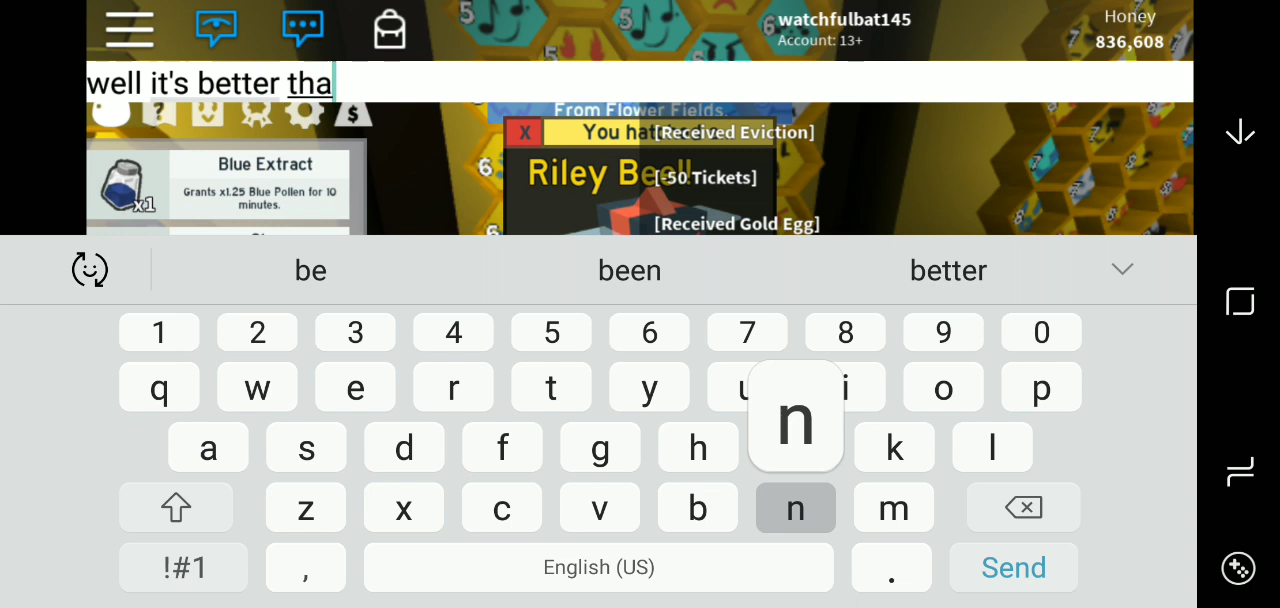 watchfulbat145
Account: 13+
Honey
836,608
well it's better tha
From Flower Fields.
X You hat
[Received Eviction]
Riley Bee!!
[-50 Tickets]
[Received Gold Egg]
Blue Extract
Grants x1.25 Blue Pollen for 10
minutes.
x1
be been better
1 2 3 4 5 6 7 8 9 0
q w e r t y u i o p
a s d f g h n k l
z x c v b n m
!#1 , English (US) . Send